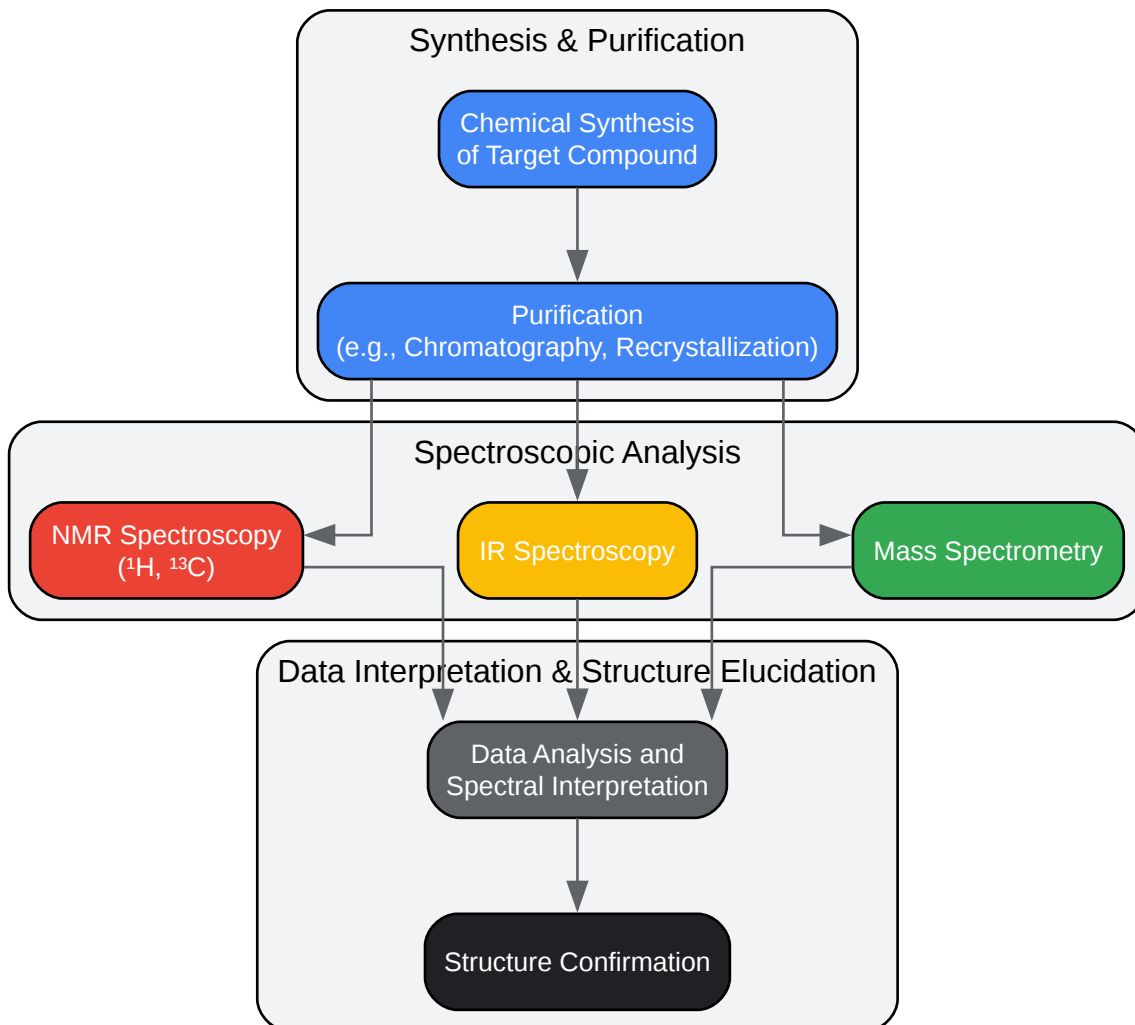 Synthesis & Purification
Chemical Synthesis
of Target Compound
Purification
(e.g., Chromatography, Recrystallization)
Spectroscopic Analysis
NMR Spectroscopy
(¹H, ¹³C)
IR Spectroscopy
Mass Spectrometry
Data Interpretation & Structure Elucidation
Data Analysis and
Spectral Interpretation
Structure Confirmation